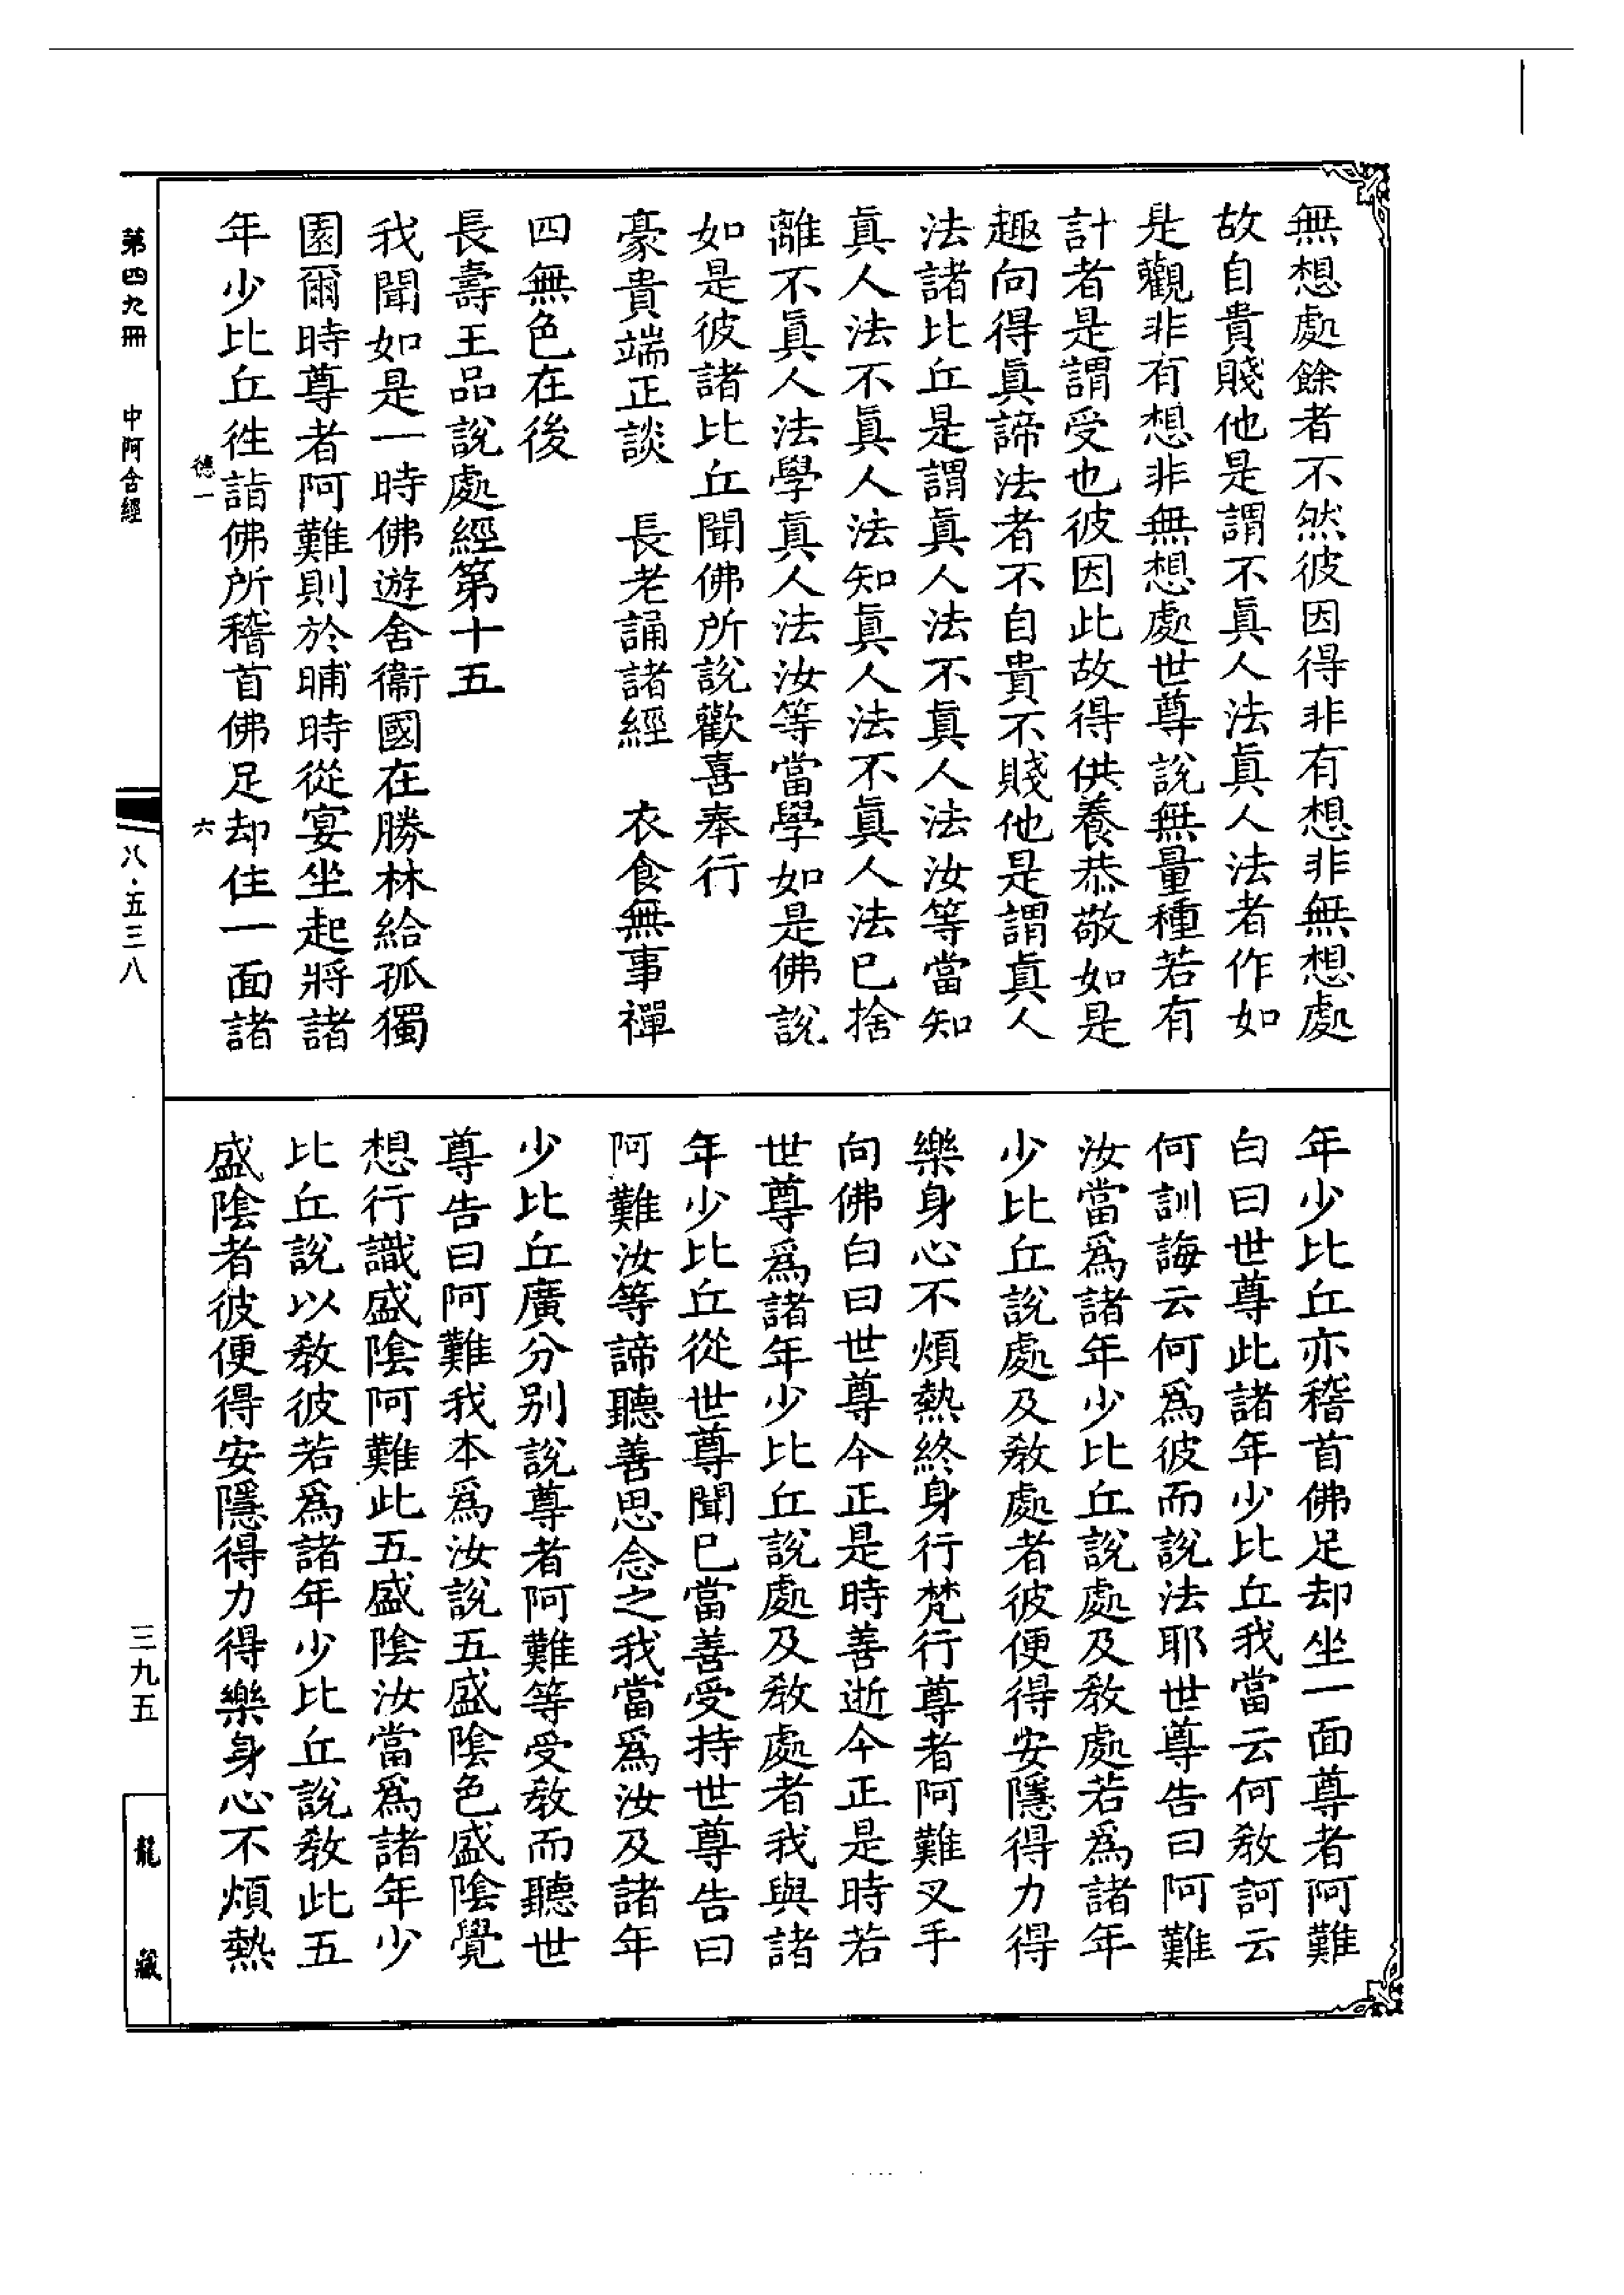 無想處餘者不然彼因得非有想非無想處
故自貴賤他是謂不眞人法眞人法者作如
是觀非有想非無想處世尊說無量種若有
計者是謂受也彼因此故得供養恭敬如是
趣向得眞諦法者不自貴不賤他是謂眞人
法諸比丘是謂眞人法不眞人法汝等當知
眞人法不眞人法知眞人法不眞人法已捨
離不眞人法學眞人法汝等當學如是佛說
如是彼諸比丘聞佛所說歡喜奉行
豪貴端正談　長老誦諸經　衣食無事禪
四無色在後
長壽王品說處經第十五
我聞如是一時佛遊舍衞國在勝林給孤獨
園爾時尊者阿難則於晡時從宴坐起將諸
年少比丘徃詣佛所稽首佛足却住一面諸
德一　六
年少比丘亦稽首佛足却坐一面尊者阿難
白曰世尊此諸年少比丘我當云何教訶云
何訓誨云何爲彼而說法耶世尊告曰阿難
汝當爲諸年少比丘說處及教處若爲諸年
少比丘說處及教處者彼便得安隱得力得
樂身心不煩熱終身行梵行尊者阿難叉手
向佛白曰世尊今正是時善逝今正是時若
世尊爲諸年少比丘說處及教處者我與諸
年少比丘從世尊聞已當善受持世尊告曰
阿難汝等諦聽善思念之我當爲汝及諸年
少比丘廣分别說尊者阿難等受教而聽世
尊告曰阿難我本爲汝說五盛陰色盛陰覺
想行識盛陰阿難此五盛陰汝當爲諸年少
比丘說以教彼若爲諸年少比丘說教此五
盛陰者彼便得安隱得力得樂身心不煩熱
第四九冊　中阿含經
八·五三八
三九五
龍藏